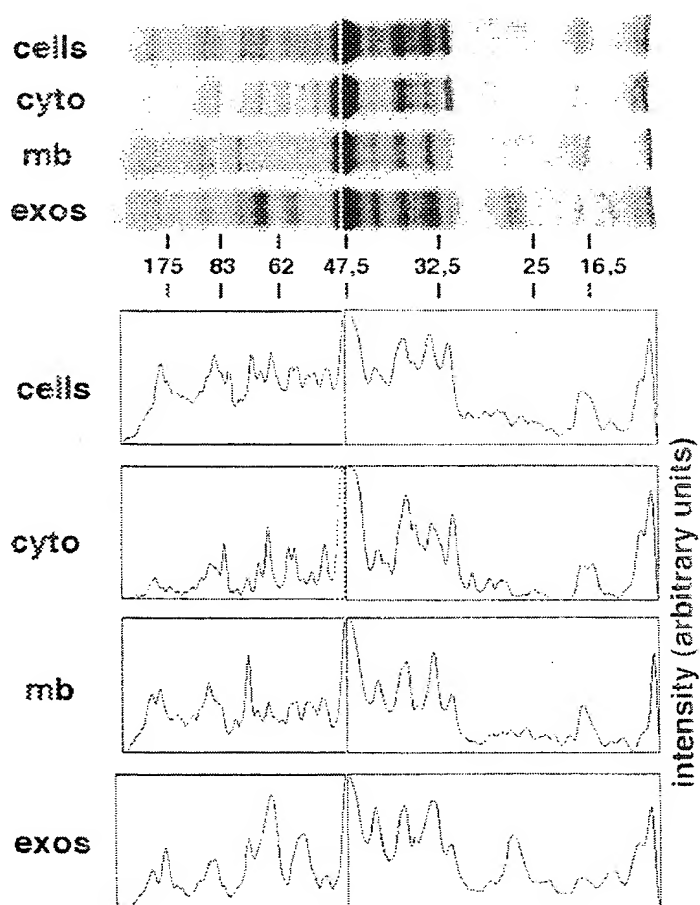 cells
cyto
mb
exos
175 83 62 47,5 32,5 25 16,5
cells
cyto
mb
exos
intensity (arbitrary units)